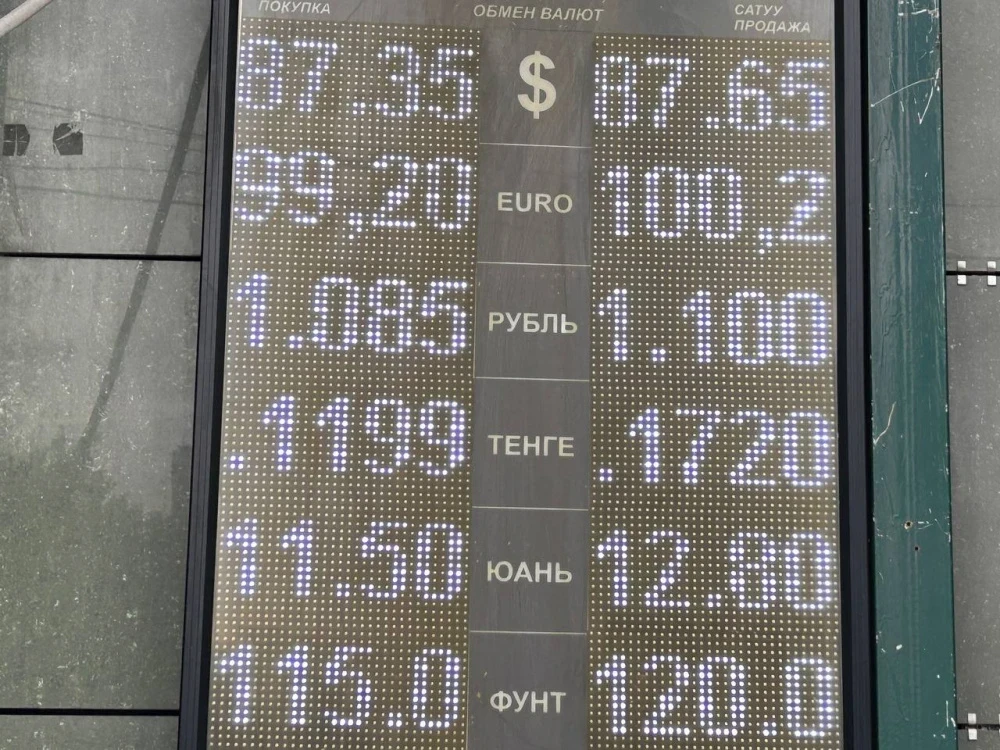 ПОКУПКА ОБМЕН ВАЛЮТ САТУУ
ПРОДАЖА
87.35 $ 87.65
99,20 EURO 100,2
1.085 РУБЛЬ 1.100
.1199 ТЕНГЕ .1720
11.50 ЮАНЬ 12.80
115.0 ФУНТ 120.0